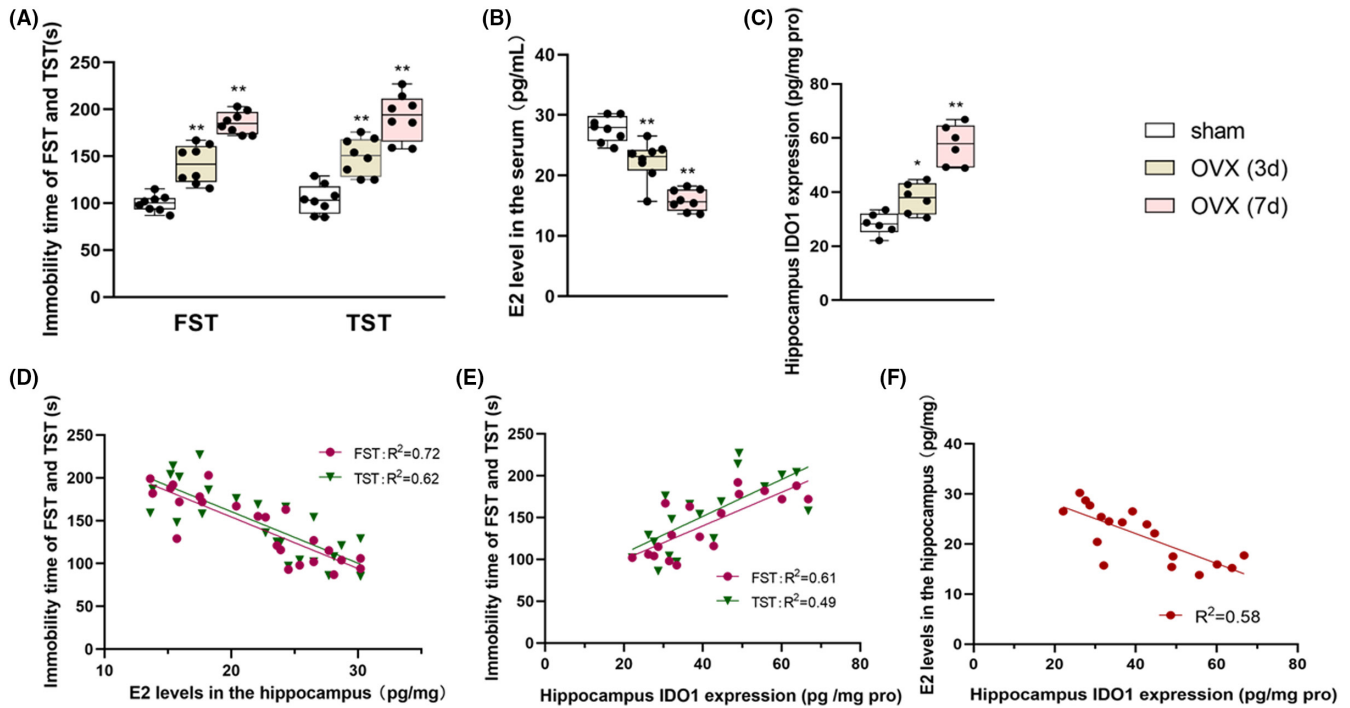 (A)
Immobility time of FST and TST(s)
250
200
150
100
50
0
**
**
**
**
FST
TST
(B)
E2 level in the serum（pg/mL）
40
30
20
10
0
**
**
(C)
Hippocampus IDO1 expression (pg/mg pro)
80
60
40
20
0
*
**
sham
OVX (3d)
OVX (7d)
(D)
Immobility time of FST and TST (s)
250
200
150
100
50
0
FST：R²=0.72
TST：R²=0.62
10
20
30
E2 levels in the hippocampus（pg/mg）
(E)
Immobility time of FST and TST (s)
250
200
150
100
50
0
FST：R²=0.61
TST：R²=0.49
0
20
40
60
80
Hippocampus IDO1 expression (pg /mg pro)
(F)
E2 levels in the hippocampus (pg/mg)
40
30
20
10
0
R²=0.58
0
20
40
60
80
Hippocampus IDO1 expression (pg/mg pro)